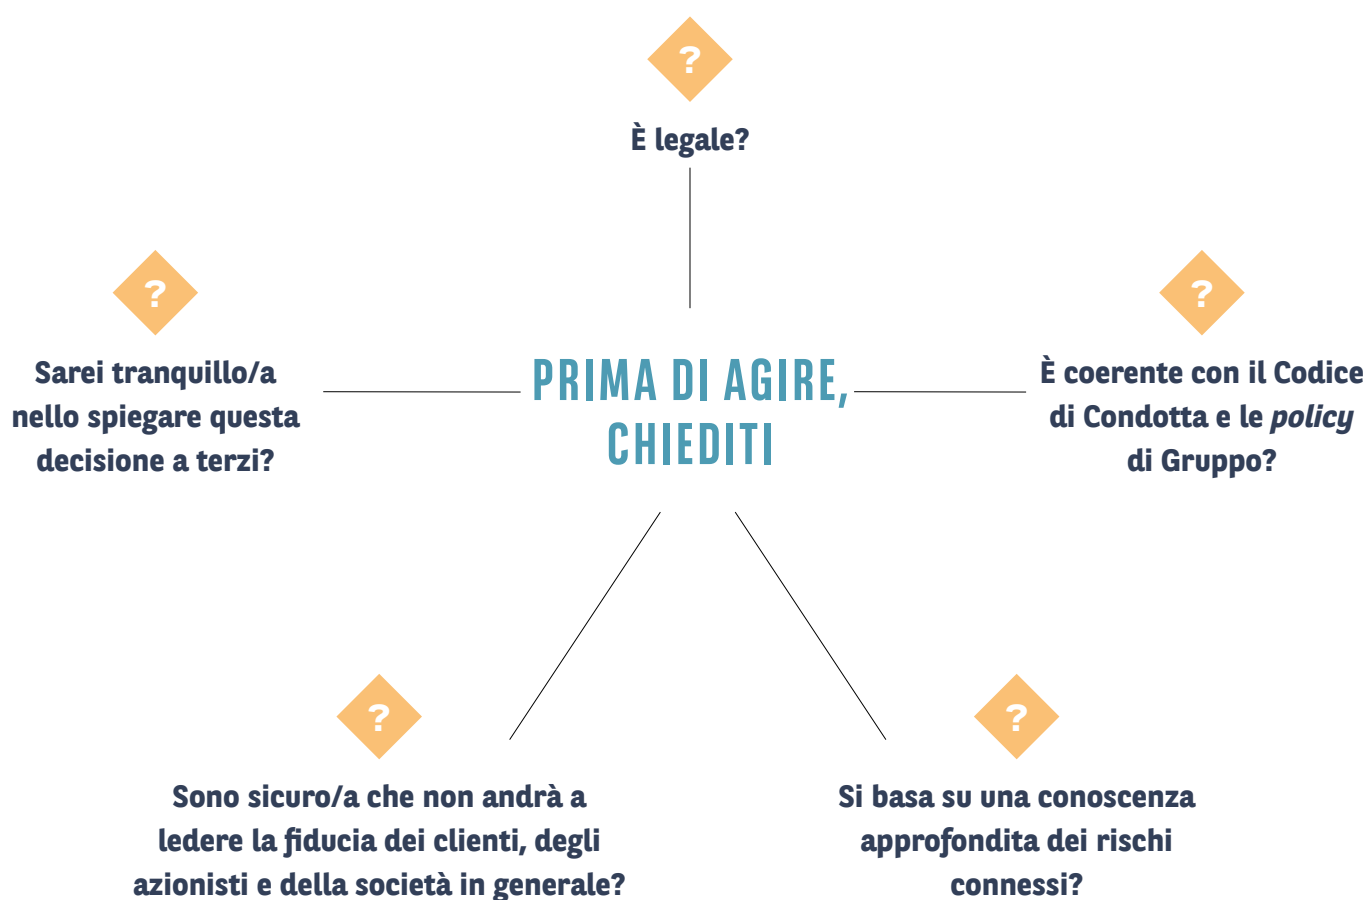 ?
È legale?
?
Sarei tranquillo/a
nello spiegare questa
decisione a terzi?
PRIMA DI AGIRE,
CHIEDITI
?
È coerente con il Codice
di Condotta e le policy
di Gruppo?
?
Sono sicuro/a che non andrà a
ledere la fiducia dei clienti, degli
azionisti e della società in generale?
?
Si basa su una conoscenza
approfondita dei rischi
connessi?